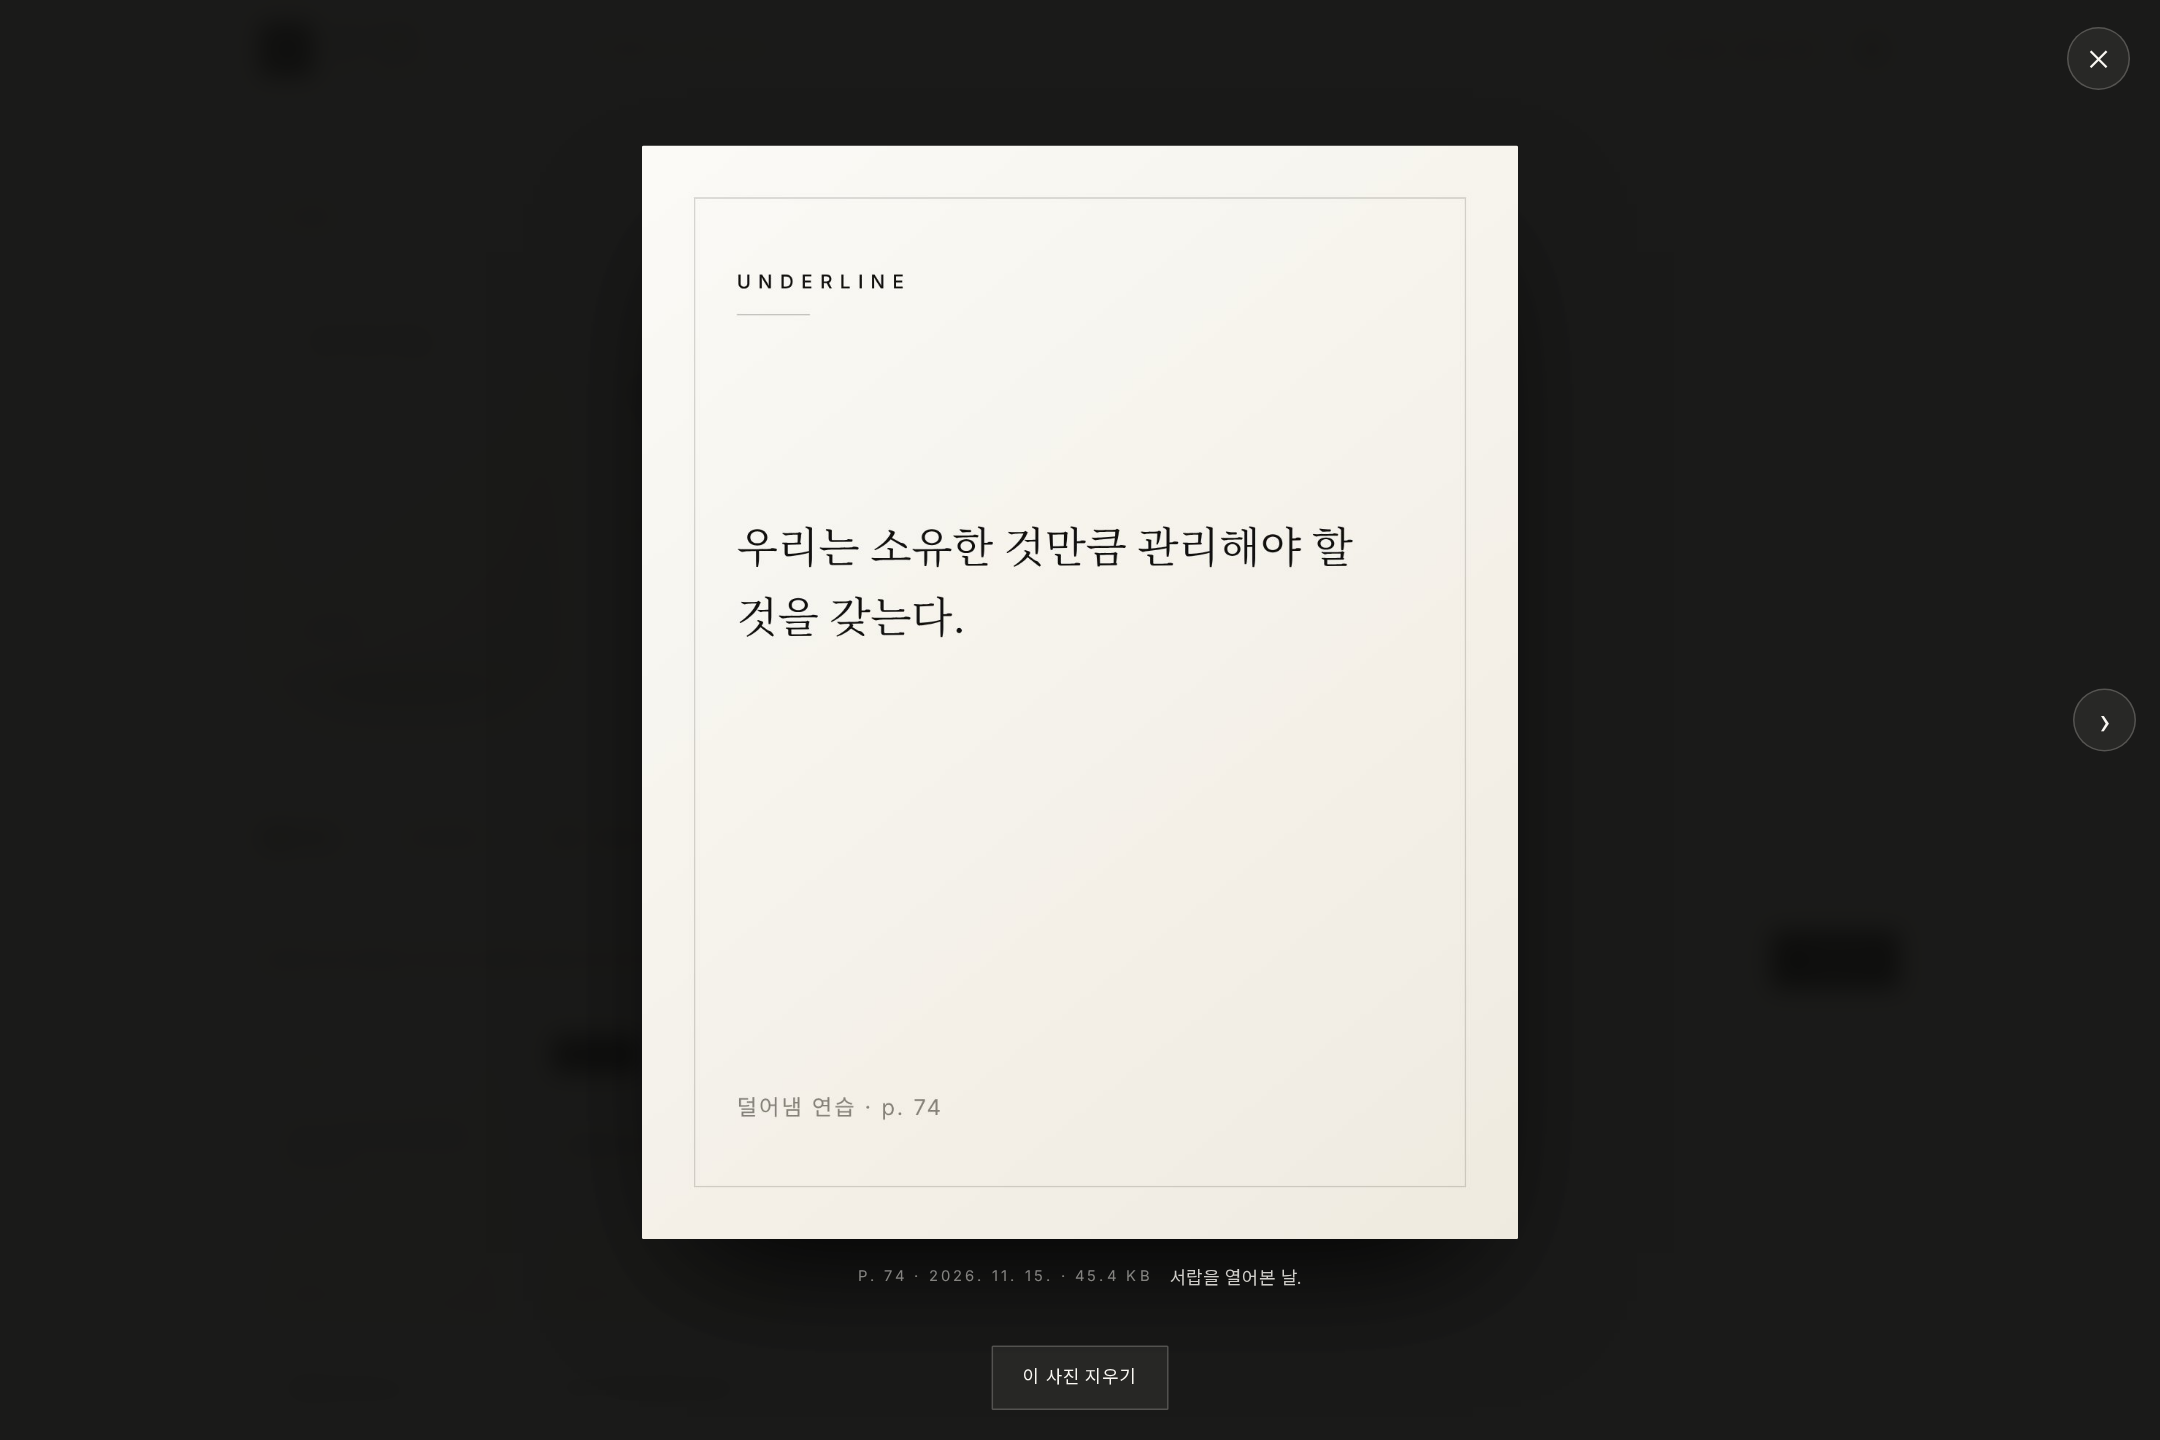 UNDERLINE
우리는 소유한 것만큼 관리해야 할
것을 갖는다.
덜어냄 연습 · p. 74
P. 74 · 2026. 11. 15. · 45.4 KB 서랍을 열어본 날.
이 사진 지우기